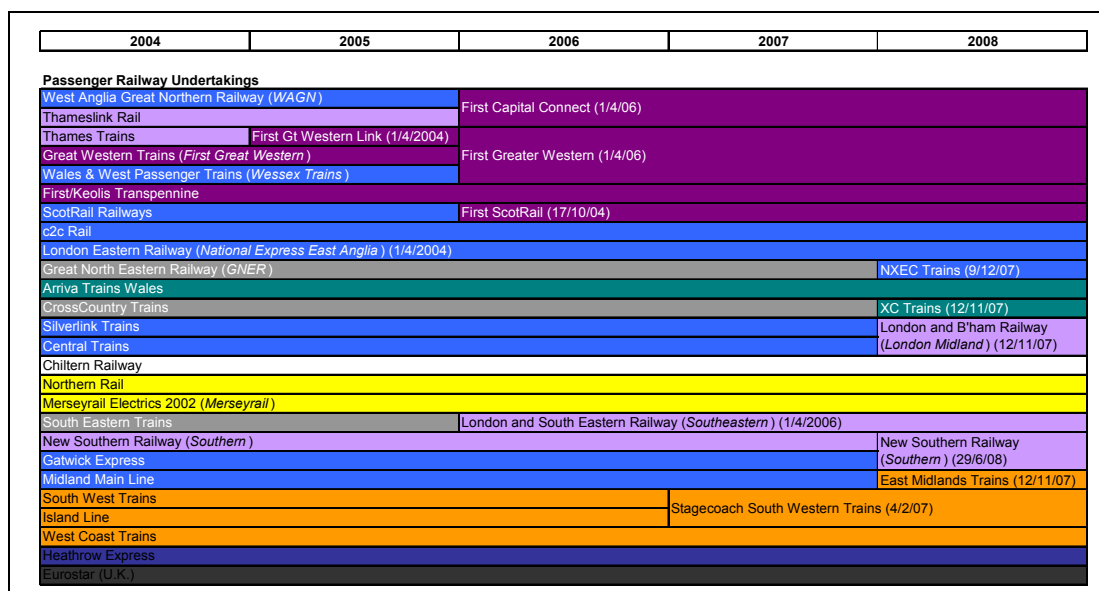 2004 2005 2006 2007 2008
Passenger Railway Undertakings
West Anglia Great Northern Railway (WAGN)
First Capital Connect (1/4/06)
Thameslink Rail
Thames Trains First Gt Western Link (1/4/2004)
Great Western Trains (First Great Western)
First Greater Western (1/4/06)
Wales & West Passenger Trains (Wessex Trains)
First/Keolis Transpennine
ScotRail Railways First ScotRail (17/10/04)
c2c Rail
London Eastern Railway (National Express East Anglia) (1/4/2004)
Great North Eastern Railway (GNER) NXEC Trains (9/12/07)
Arriva Trains Wales
CrossCountry Trains XC Trains (12/11/07)
Silverlink Trains
London and B'ham Railway
(London Midland) (12/11/07)
Central Trains
Chiltern Railway
Northern Rail
Merseyrail Electrics 2002 (Merseyrail)
South Eastern Trains London and South Eastern Railway (Southeastern) (1/4/2006)
New Southern Railway (Southern)
New Southern Railway
(Southern) (29/6/08)
Gatwick Express
Midland Main Line East Midlands Trains (12/11/07)
South West Trains
Stagecoach South Western Trains (4/2/07)
Island Line
West Coast Trains
Heathrow Express
Eurostar (U.K.)